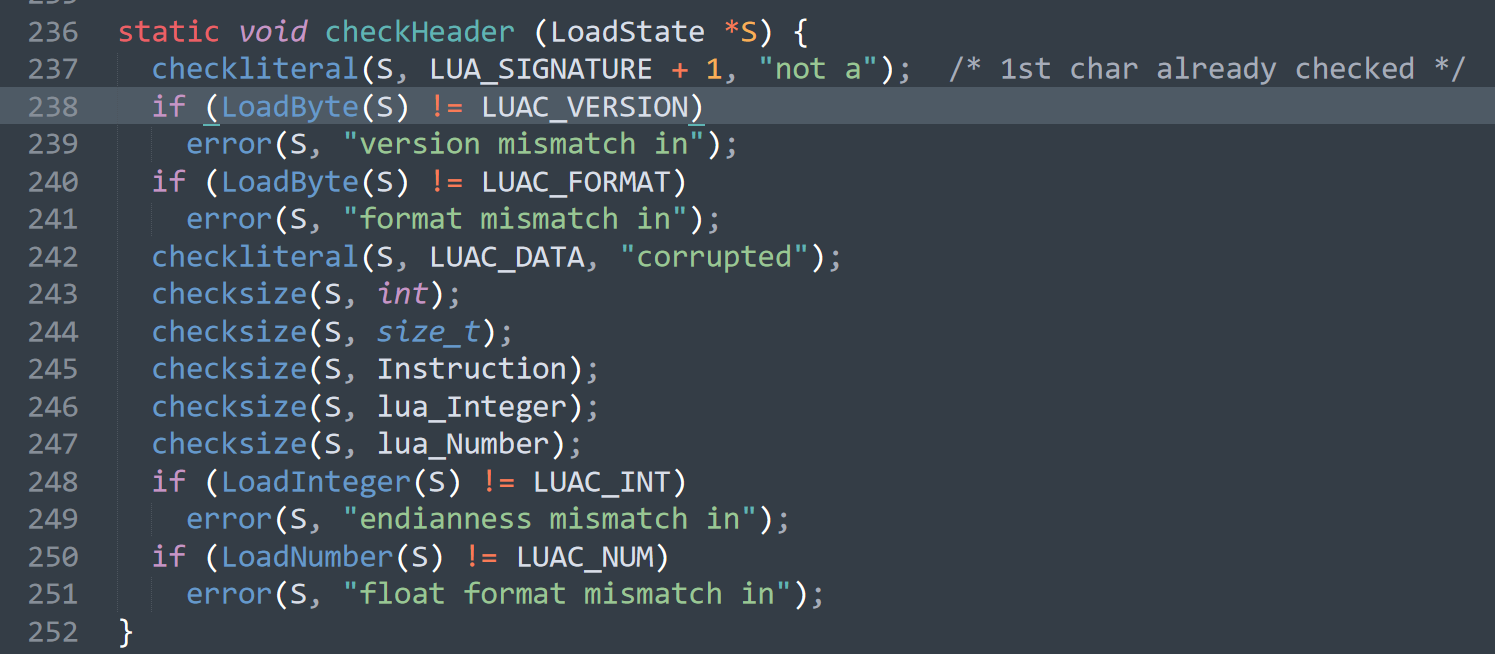 236 static void checkHeader (LoadState *S) {
237   checkliteral(S, LUA_SIGNATURE + 1, "not a");  /* 1st char already checked */
238   if (LoadByte(S) != LUAC_VERSION)
239     error(S, "version mismatch in");
240   if (LoadByte(S) != LUAC_FORMAT)
241     error(S, "format mismatch in");
242   checkliteral(S, LUAC_DATA, "corrupted");
243   checksize(S, int);
244   checksize(S, size_t);
245   checksize(S, Instruction);
246   checksize(S, lua_Integer);
247   checksize(S, lua_Number);
248   if (LoadInteger(S) != LUAC_INT)
249     error(S, "endianness mismatch in");
250   if (LoadNumber(S) != LUAC_NUM)
251     error(S, "float format mismatch in");
252 }